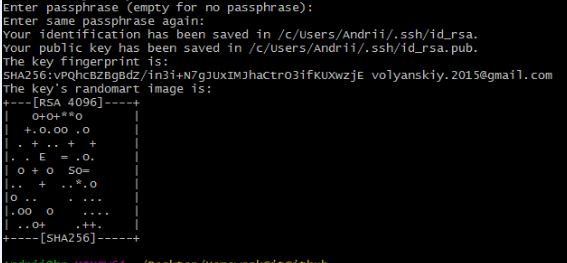 Enter passphrase (empty for no passphrase):
Enter same passphrase again:
Your identification has been saved in /c/Users/Andrii/.ssh/id_rsa.
Your public key has been saved in /c/Users/Andrii/.ssh/id_rsa.pub.
The key fingerprint is:
SHA256:vPQhcBZBgBdZ/in3i+N7gJUxIMJhaCtrO3ifKUXwzjE volyanskiy.2015@gmail.com
The key's randomart image is:
+---[RSA 4096]----+
|    o+o+**o      |
|   +.o.oo .o     |
|  . + .. +  +    |
|. . E  = .o.     |
| o + o  So=      |
|..  +  ..*.o     |
|o ..    . ...    |
|.oo  o    ....   |
| ..o+    .++.    |
+----[SHA256]-----+